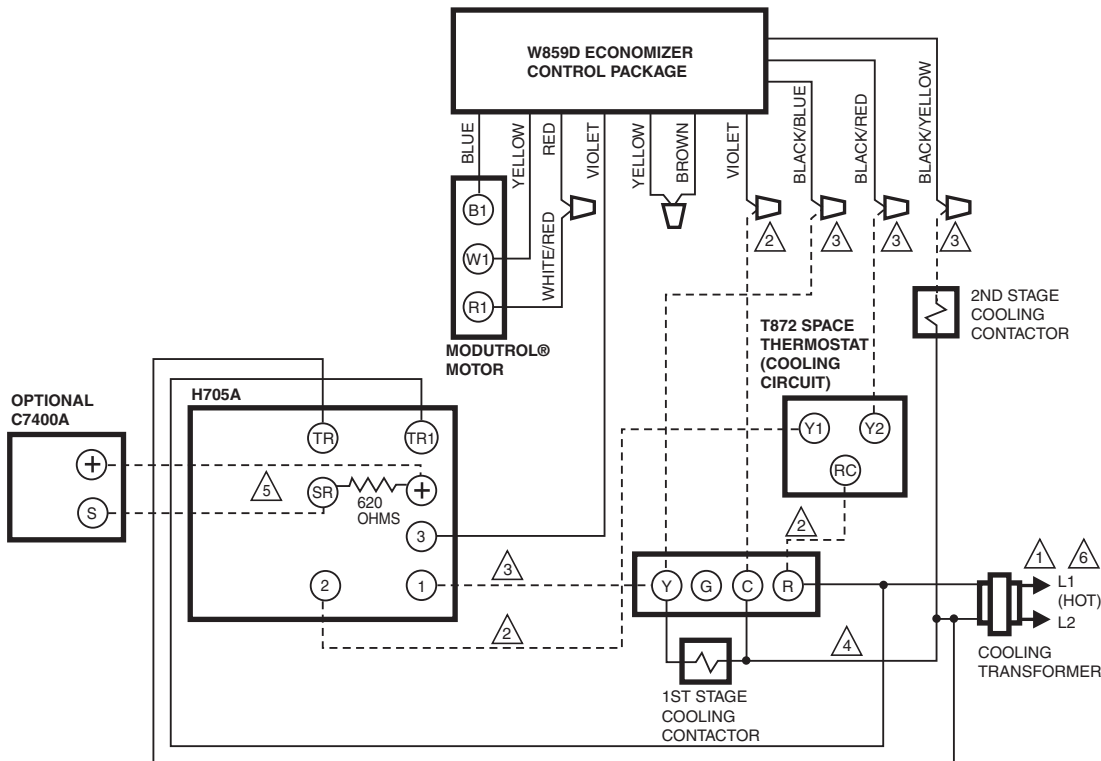 W859D ECONOMIZER
CONTROL PACKAGE
BLUE
YELLOW
RED
VIOLET
YELLOW
BROWN
VIOLET
BLACK/BLUE
BLACK/RED
BLACK/YELLOW
WHITE/RED
B1
W1
R1
MODUTROL®
MOTOR
2
3
3
3
2ND STAGE
COOLING
CONTACTOR
T872 SPACE
THERMOSTAT
(COOLING
CIRCUIT)
Y1
Y2
RC
2
OPTIONAL
C7400A
+
S
H705A
TR
TR1
SR
620
OHMS
+
3
2
1
5
3
2
Y
G
C
R
4
1ST STAGE
COOLING
CONTACTOR
1
6
L1
(HOT)
L2
COOLING
TRANSFORMER